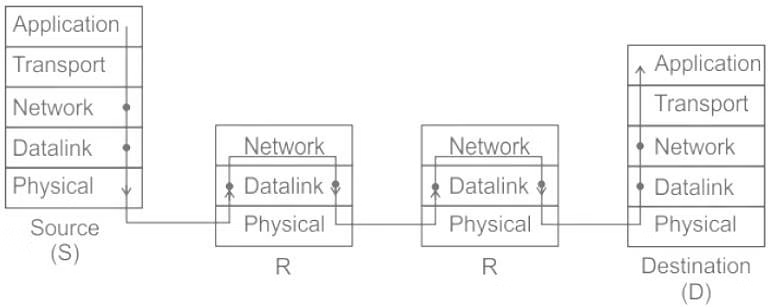 Application
Transport
Network
Datalink
Physical
Source
(S)
Network
Datalink
Physical
R
Network
Datalink
Physical
R
Application
Transport
Network
Datalink
Physical
Destination
(D)